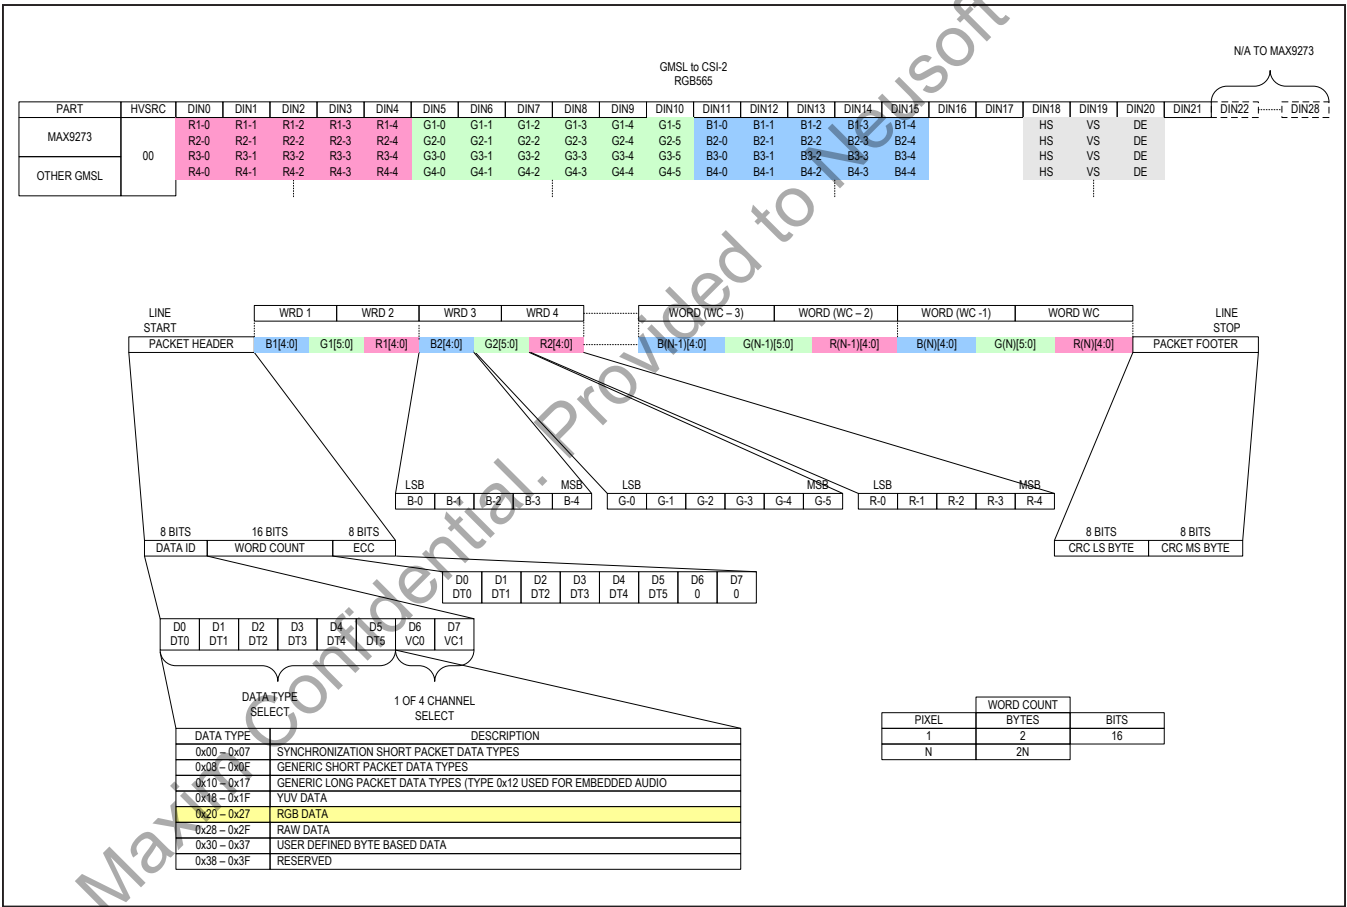 N/A TO MAX9273
GMSL to CSI-2
RGB565
PART HVSRC DIN0 DIN1 DIN2 DIN3 DIN4 DIN5 DIN6 DIN7 DIN8 DIN9 DIN10 DIN11 DIN12 DIN13 DIN14 DIN15 DIN16 DIN17 DIN18 DIN19 DIN20 DIN21 DIN22 DIN28
MAX9273
OTHER GMSL
00
R1-0 R1-1 R1-2 R1-3 R1-4 G1-0 G1-1 G1-2 G1-3 G1-4 G1-5 B1-0 B1-1 B1-2 B1-3 B1-4 HS VS DE
R2-0 R2-1 R2-2 R2-3 R2-4 G2-0 G2-1 G2-2 G2-3 G2-4 G2-5 B2-0 B2-1 B2-2 B2-3 B2-4 HS VS DE
R3-0 R3-1 R3-2 R3-3 R3-4 G3-0 G3-1 G3-2 G3-3 G3-4 G3-5 B3-0 B3-1 B3-2 B3-3 B3-4 HS VS DE
R4-0 R4-1 R4-2 R4-3 R4-4 G4-0 G4-1 G4-2 G4-3 G4-4 G4-5 B4-0 B4-1 B4-2 B4-3 B4-4 HS VS DE
LINE
START
WRD 1 WRD 2 WRD 3 WRD 4 WORD (WC – 3) WORD (WC – 2) WORD (WC -1) WORD WC
LINE
STOP
PACKET HEADER B1[4:0] G1[5:0] R1[4:0] B2[4:0] G2[5:0] R2[4:0] B(N-1)[4:0] G(N-1)[5:0] R(N-1)[4:0] B(N)[4:0] G(N)[5:0] R(N)[4:0] PACKET FOOTER
LSB MSB LSB MSB LSB MSB
B-0 B-1 B-2 B-3 B-4 G-0 G-1 G-2 G-3 G-4 G-5 R-0 R-1 R-2 R-3 R-4
8 BITS 16 BITS 8 BITS 8 BITS 8 BITS
DATA ID WORD COUNT ECC CRC LS BYTE CRC MS BYTE
D0 D1 D2 D3 D4 D5 D6 D7
DT0 DT1 DT2 DT3 DT4 DT5 0 0
D0 D1 D2 D3 D4 D5 D6 D7
DT0 DT1 DT2 DT3 DT4 DT5 VC0 VC1
DATA TYPE
SELECT
1 OF 4 CHANNEL
SELECT
DATA TYPE DESCRIPTION
0x00 – 0x07 SYNCHRONIZATION SHORT PACKET DATA TYPES
0x08 – 0x0F GENERIC SHORT PACKET DATA TYPES
0x10 – 0x17 GENERIC LONG PACKET DATA TYPES (TYPE 0x12 USED FOR EMBEDDED AUDIO
0x18 – 0x1F YUV DATA
0x20 – 0x27 RGB DATA
0x28 – 0x2F RAW DATA
0x30 – 0x37 USER DEFINED BYTE BASED DATA
0x38 – 0x3F RESERVED
WORD COUNT
PIXEL BYTES BITS
1 2 16
N 2N
Maxim Confidential. Provided to Neusoft